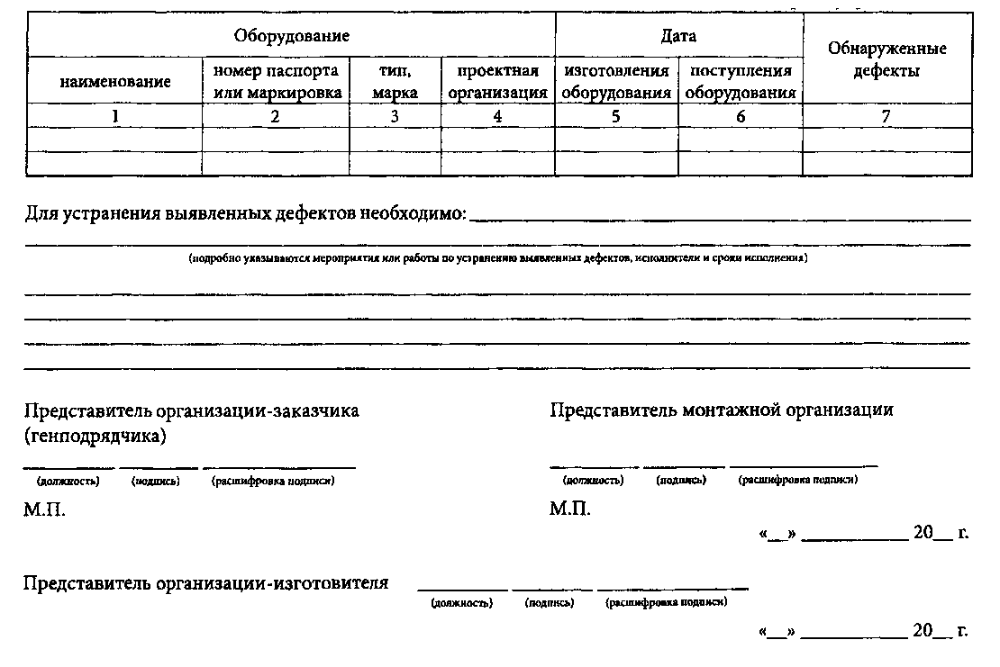 Оборудование Дата Обнаруженные дефекты
наименование номер паспорта или маркировка тип, марка проектная организация изготовления оборудования поступления оборудования
1 2 3 4 5 6 7
Для устранения выявленных дефектов необходимо:
(подробно указываются мероприятия или работы по устранению выявленных дефектов, исполнители и сроки исполнения)
Представитель организации-заказчика Представитель монтажной организации
(генподрядчика)
(должность) (подпись) (расшифровка подписи) (должность) (подпись) (расшифровка подписи)
М.П. М.П.
«__» ___________ 20__ г.
Представитель организации-изготовителя
(должность) (подпись) (расшифровка подписи)
«__» ___________ 20__ г.